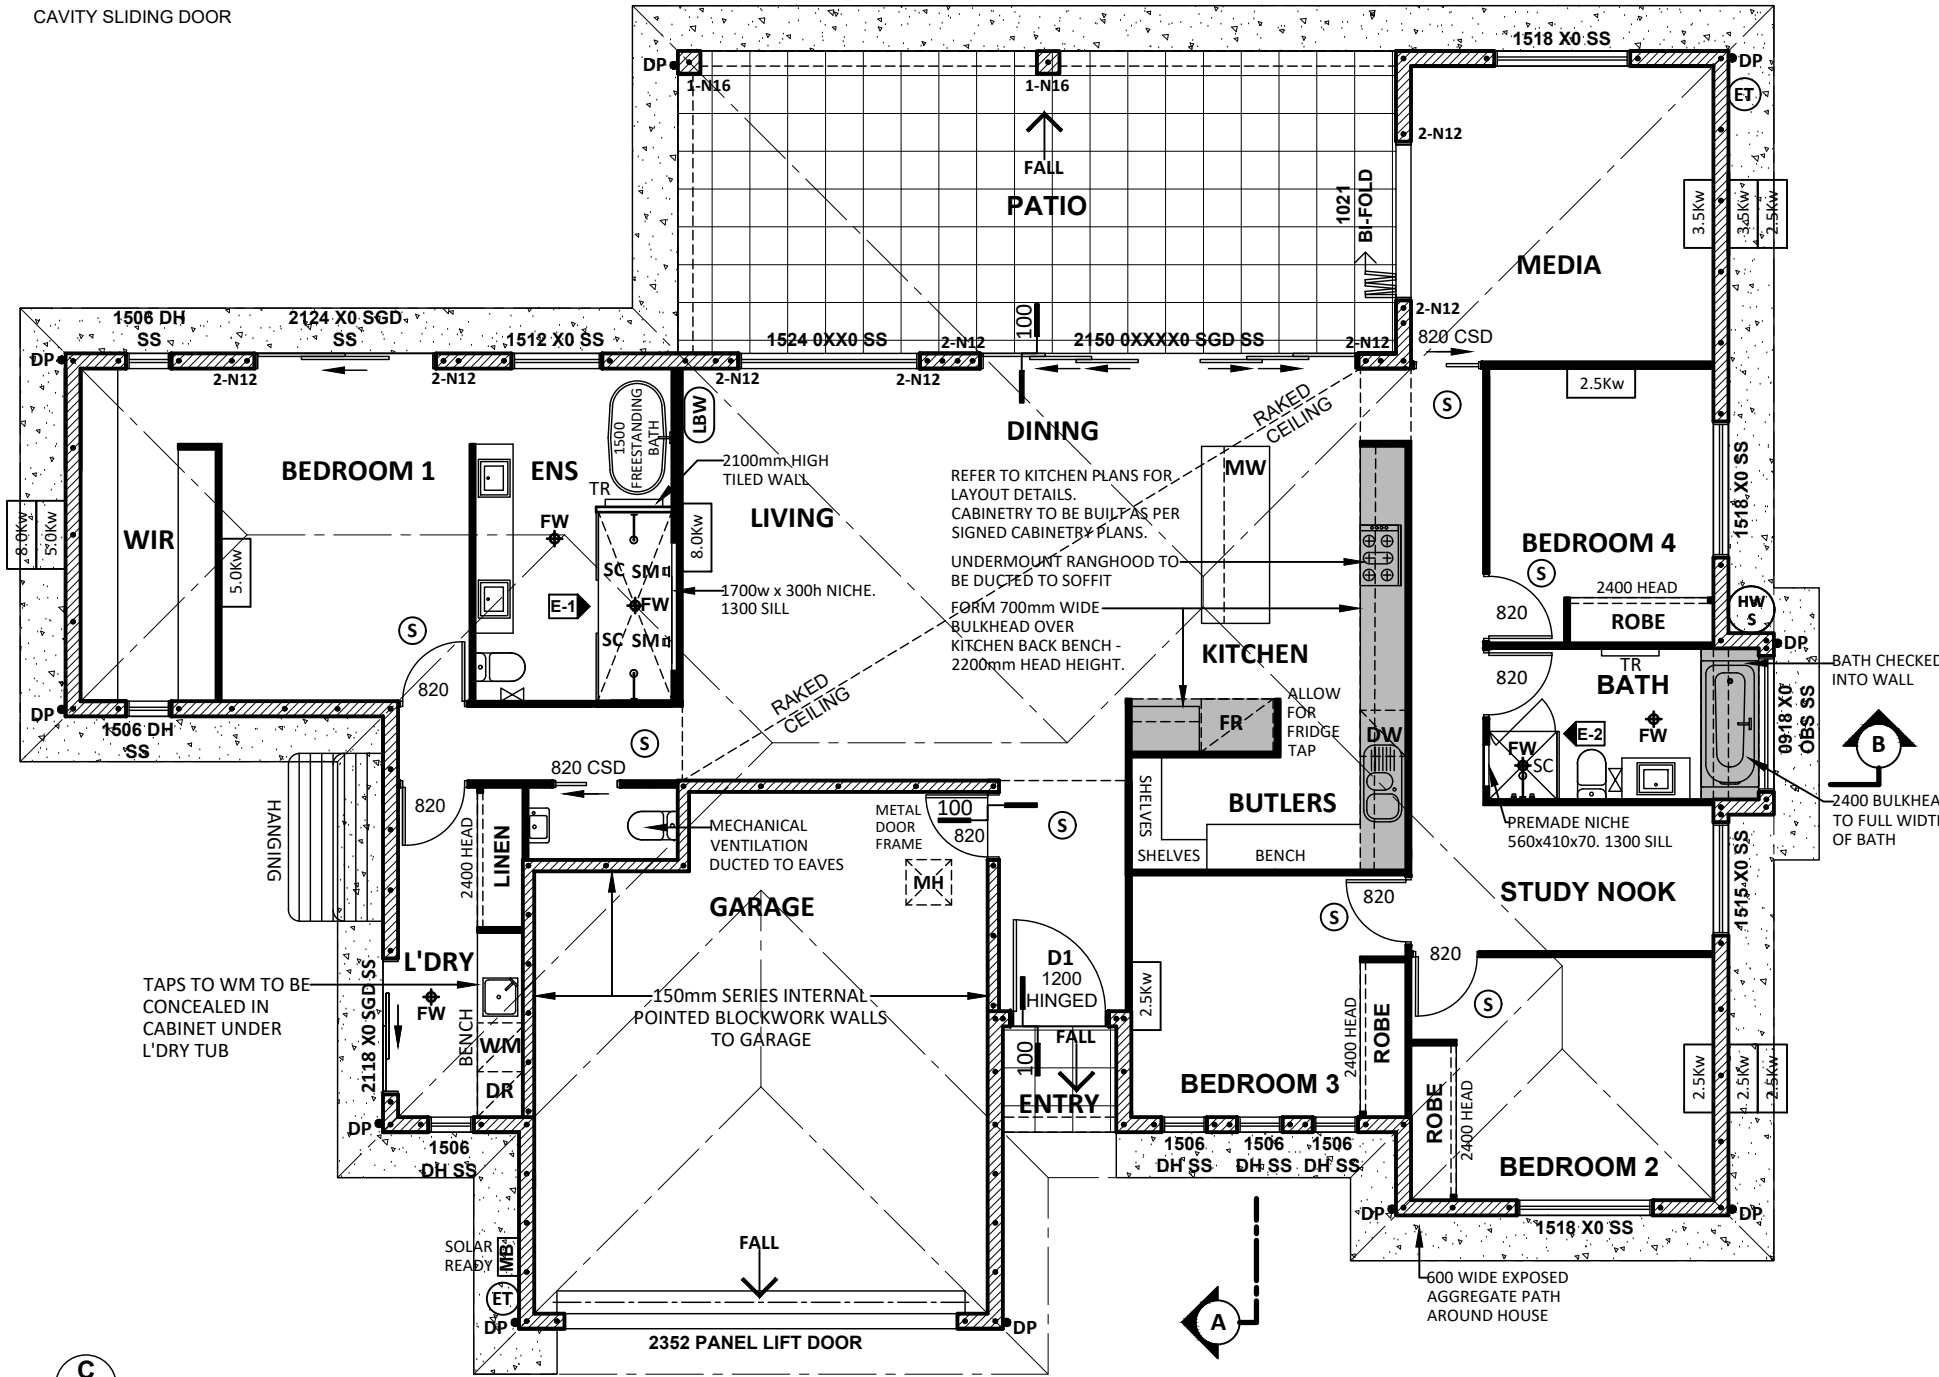 CAVITY SLIDING DOOR
1518 X0 SS
DP
DP
1-N16
1-N16
ET
2-N12
FALL
PATIO
1021
BI-FOLD
3.5Kw
3.5Kw
2.5Kw
MEDIA
1506 DH
SS
2124 X0 SGD
SS
1512 X0 SS
1524 0XX0 SS
100
2150 0XXXX0 SGD SS
2-N12
820 CSD
DP
2-N12
2-N12
2-N12
2-N12
2-N12
2-N12
2.5Kw
S
1500
FREESTANDING
BATH
LBW
DINING
RAKED
CEILING
BEDROOM 1
ENS
TR
2100mm HIGH
TILED WALL
MW
REFER TO KITCHEN PLANS FOR
LAYOUT DETAILS.
CABINETRY TO BE BUILT AS PER
SIGNED CABINETRY PLANS.
1518 X0 SS
WIR
FW
LIVING
8.0Kw
8.0Kw
5.0Kw
5.0Kw
BEDROOM 4
S
UNDERMOUNT RANGHOOD TO
BE DUCTED TO SOFFIT
SC SM
1700w x 300h NICHE.
1300 SILL
E-1
FW
2400 HEAD
ROBE
HW
S
820
FORM 700mm WIDE
BULKHEAD OVER
KITCHEN BACK BENCH -
2200mm HEAD HEIGHT.
S
SC SM
KITCHEN
DP
TR
BATH
BATH CHECKED
INTO WALL
820
820
RAKED
CEILING
ALLOW
FOR
FRIDGE
TAP
FR
DW
DP
1506 DH
SS
E-2
FW
FW
SC
0918 X0
OBS SS
B
S
820 CSD
HANGING
820
SHELVES
BUTLERS
SHELVES
BENCH
2400 BULKHEA
TO FULL WIDTH
OF BATH
METAL
DOOR
FRAME
100
820
S
MECHANICAL
VENTILATION
DUCTED TO EAVES
PREMADE NICHE
560x410x70. 1300 SILL
2400 HEAD
LINEN
MH
GARAGE
820
S
STUDY NOOK
1515 X0 SS
L'DRY
FW
TAPS TO WM TO BE
CONCEALED IN
CABINET UNDER
L'DRY TUB
D1
1200
HINGED
820
S
150mm SERIES INTERNAL
POINTED BLOCKWORK WALLS
TO GARAGE
2.5Kw
2118 X0 SGD SS
BENCH
WM
DR
FALL
100
ENTRY
BEDROOM 3
2400 HEAD
ROBE
ROBE
2400 HEAD
2.5Kw
2.5Kw
2.5Kw
DP
1506
DH SS
1506
DH SS
1506
DH SS
1506
DH SS
BEDROOM 2
DP
1518 X0 SS
DP
SOLAR
READY
MB
FALL
ET
DP
2352 PANEL LIFT DOOR
DP
A
600 WIDE EXPOSED
AGGREGATE PATH
AROUND HOUSE
C